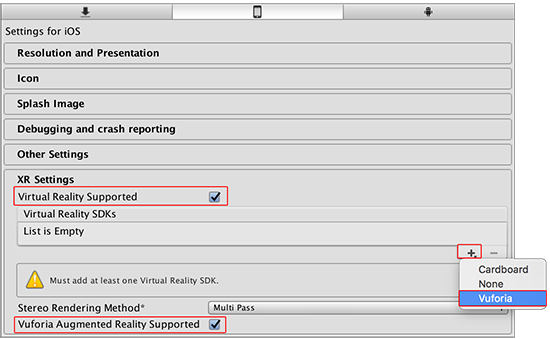 Settings for iOS
Resolution and Presentation
Icon
Splash Image
Debugging and crash reporting
Other Settings
XR Settings
Virtual Reality Supported
Virtual Reality SDKs
List is Empty
Cardboard
None
Vuforia
Must add at least one Virtual Reality SDK.
Stereo Rendering Method* Multi Pass
Vuforia Augmented Reality Supported